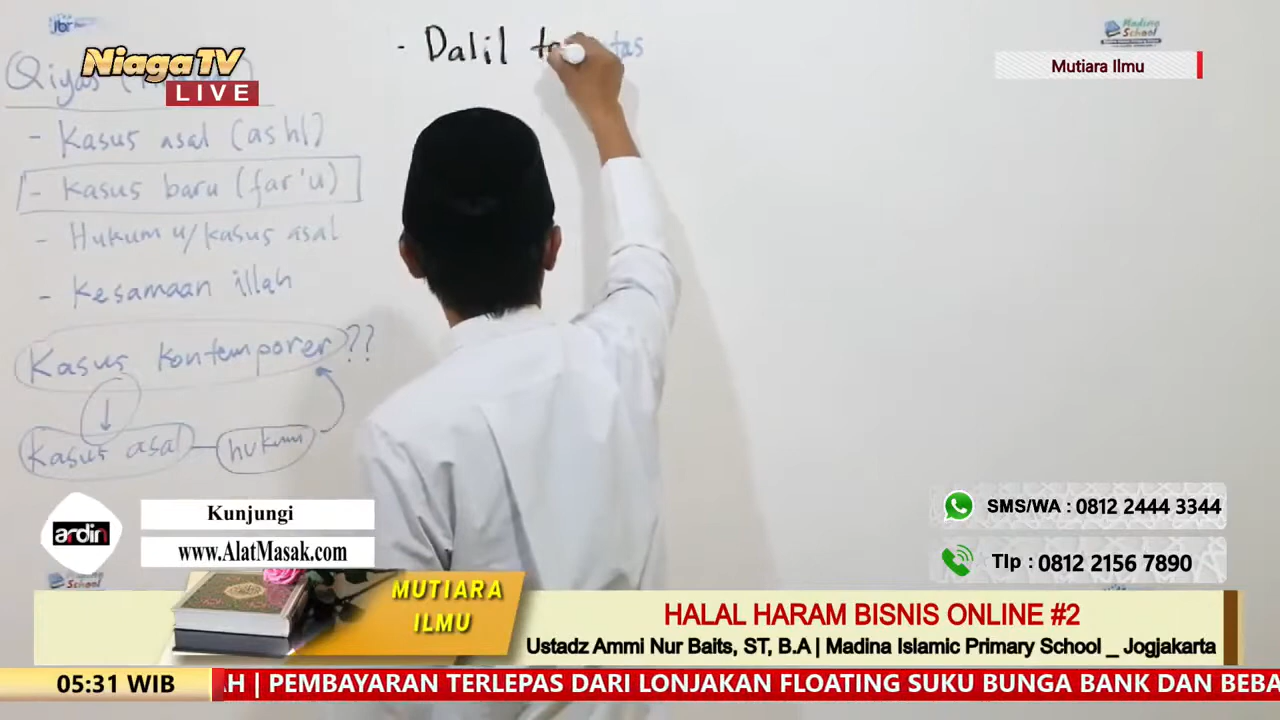 NiagaTV
LIVE
Mutiara Ilmu
- Dalil
Qiyas
- Kasus asal (ashl)
- Kasus baru (far'u)
- Hukum u/kasus asal
- Kesamaan illah
Kasus Kontemporer ??
Kasus asal
hukum
ardin
Kunjungi
www.AlatMasak.com
SMS/WA : 0812 2444 3344
Tlp : 0812 2156 7890
MUTIARA
ILMU
HALAL HARAM BISNIS ONLINE #2
Ustadz Ammi Nur Baits, ST, B.A | Madina Islamic Primary School _ Jogjakarta
05:31 WIB
AH | PEMBAYARAN TERLEPAS DARI LONJAKAN FLOATING SUKU BUNGA BANK DAN BEBA